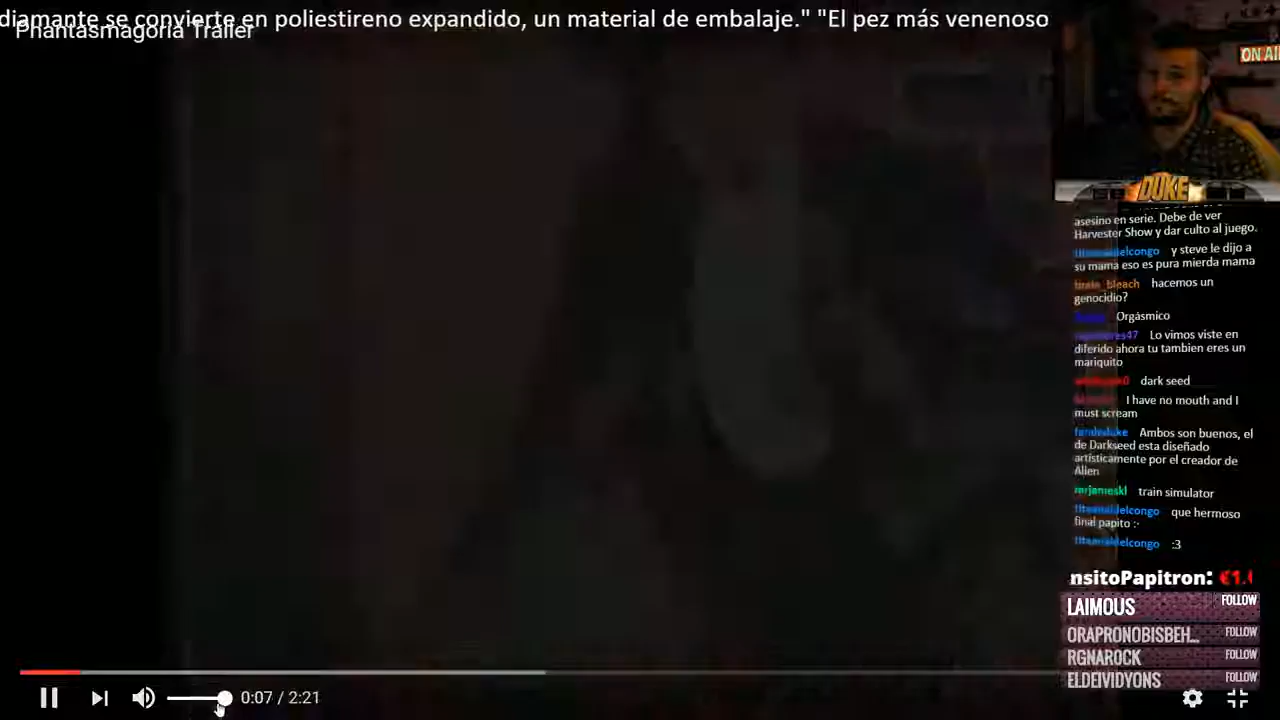 diamante se convierte en poliestireno expandido, un material de embalaje." "El pez más venenoso
Phantasmagoria Trailer
ON AI
DUKE
asesino en serie. Debe de ver
Harvester Show y dar culto al juego.
y steve le dijo a
su mama eso es pura mierda mama
brain_bleach hacemos un
genocidio?
Orgásmico
Lo vimos viste en
diferido ahora tu tambien eres un
mariquito
dark seed
I have no mouth and I
must scream
Ambos son buenos, el
de Darkseed esta diseñado
artísticamente por el creador de
Alien
mrjameskl train simulator
que hermoso
final papito :·
:3
nsitoPapitron: €1.
LAIMOUS FOLLOW
ORAPRONOBISBEH... FOLLOW
RGNAROCK FOLLOW
ELDEIVIDYONS FOLLOW
0:07 / 2:21